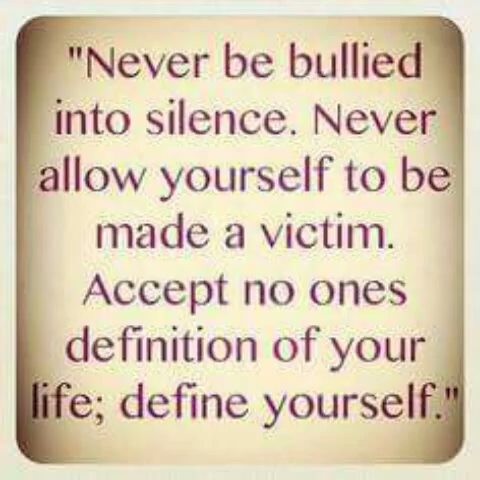 "Never be bullied
into silence. Never
allow yourself to be
made a victim.
Accept no ones
definition of your
life; define yourself."